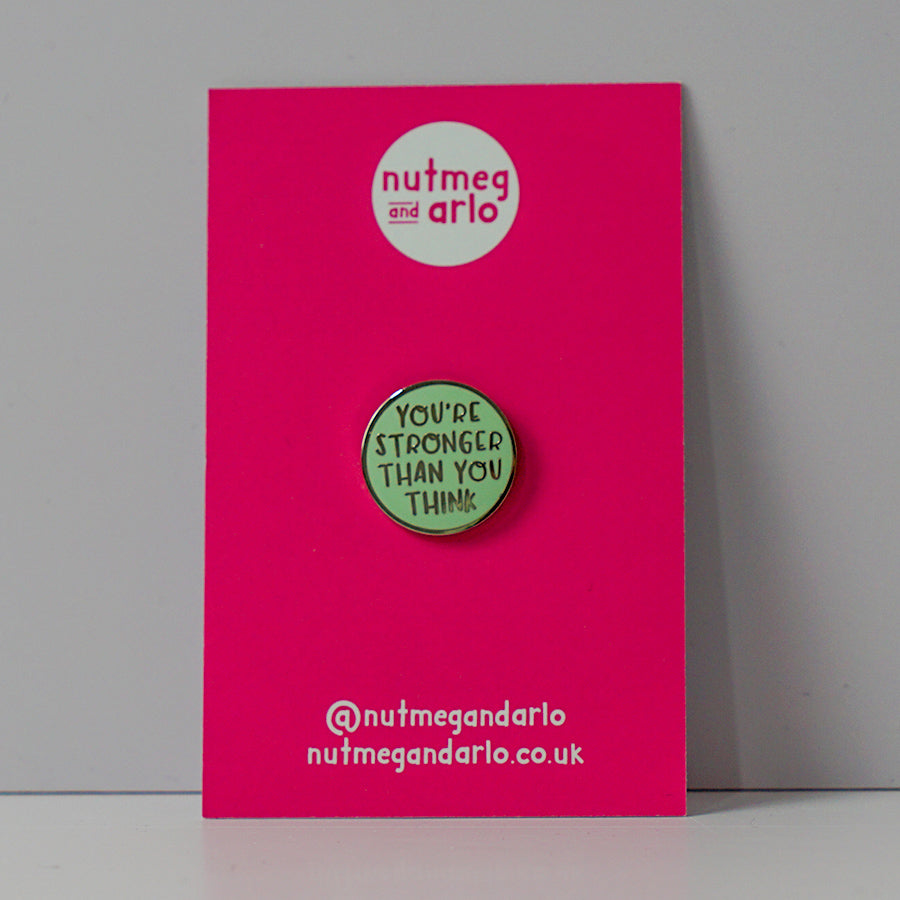 nutmeg
and arlo
YOU'RE
STRONGER
THAN YOU
THINK
@nutmegandarlo
nutmegandarlo.co.uk